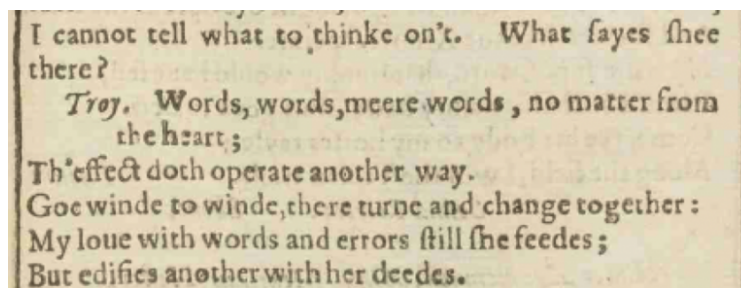 I cannot tell what to thinke on't. What ſayes ſhee
there?
Troy. Words, words, meere words, no matter from
the heart;
Th'effect doth operate another way.
Goe winde to winde, there turne and change together:
My loue with words and errors ſtill ſhe feedes;
But edifies another with her deedes.